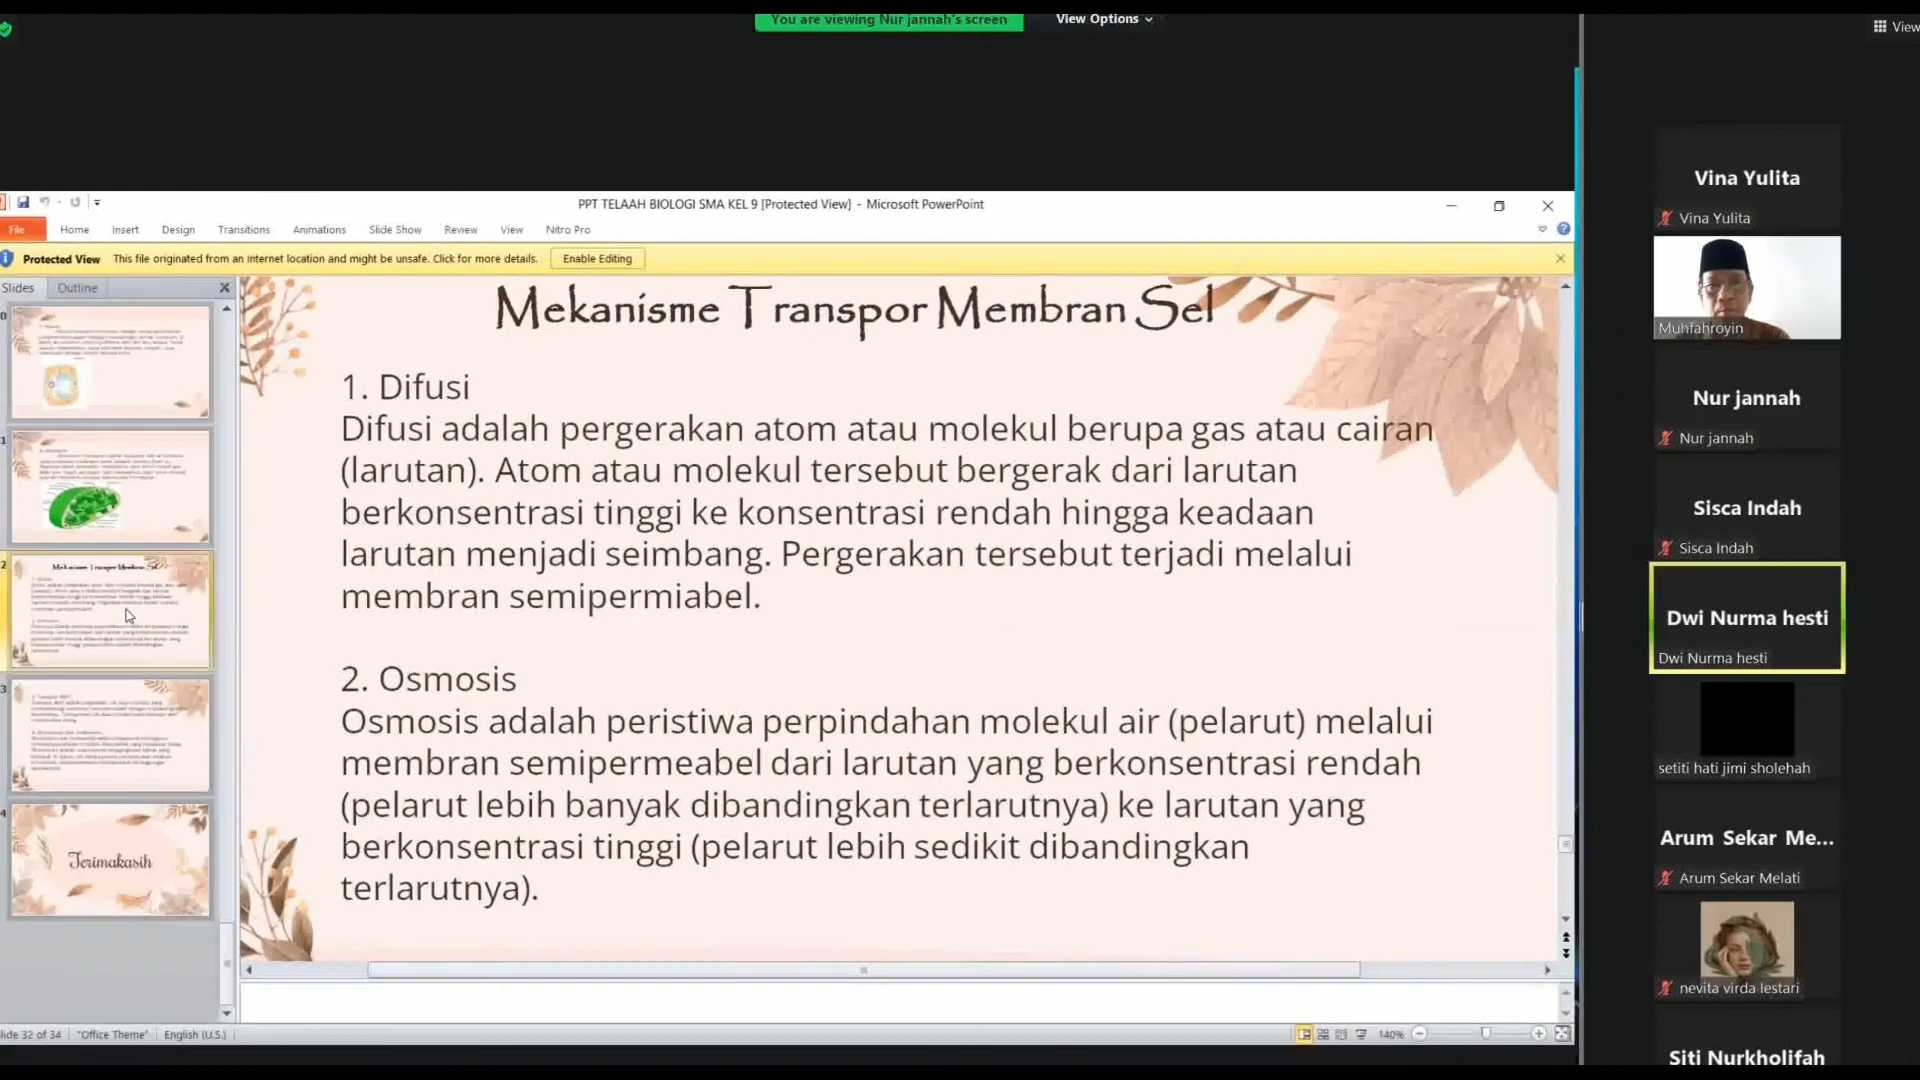 You are viewing Nur jannah's screen
View Options
View
PPT TELAAH BIOLOGI SMA KEL 9 [Protected View] - Microsoft PowerPoint
File Home Insert Design Transitions Animations Slide Show Review View Nitro Pro
Protected View This file originated from an Internet location and might be unsafe. Click for more details. Enable Editing
Slides Outline
Mekanisme Transpor Membran Sel
1. Difusi
Difusi adalah pergerakan atom atau molekul berupa gas atau cairan
(larutan). Atom atau molekul tersebut bergerak dari larutan
berkonsentrasi tinggi ke konsentrasi rendah hingga keadaan
larutan menjadi seimbang. Pergerakan tersebut terjadi melalui
membran semipermiabel.
2. Osmosis
Osmosis adalah peristiwa perpindahan molekul air (pelarut) melalui
membran semipermeabel dari larutan yang berkonsentrasi rendah
(pelarut lebih banyak dibandingkan terlarutnya) ke larutan yang
berkonsentrasi tinggi (pelarut lebih sedikit dibandingkan
terlarutnya).
Mekanisme Transpor Membran Sel
Terimakasih
lide 32 of 34 "Office Theme" English (U.S.)
140%
Vina Yulita
Vina Yulita
Muhfahroyin
Nur jannah
Nur jannah
Sisca Indah
Sisca Indah
Dwi Nurma hesti
Dwi Nurma hesti
setiti hati jimi sholehah
Arum Sekar Me...
Arum Sekar Melati
nevita virda lestari
Siti Nurkholifah